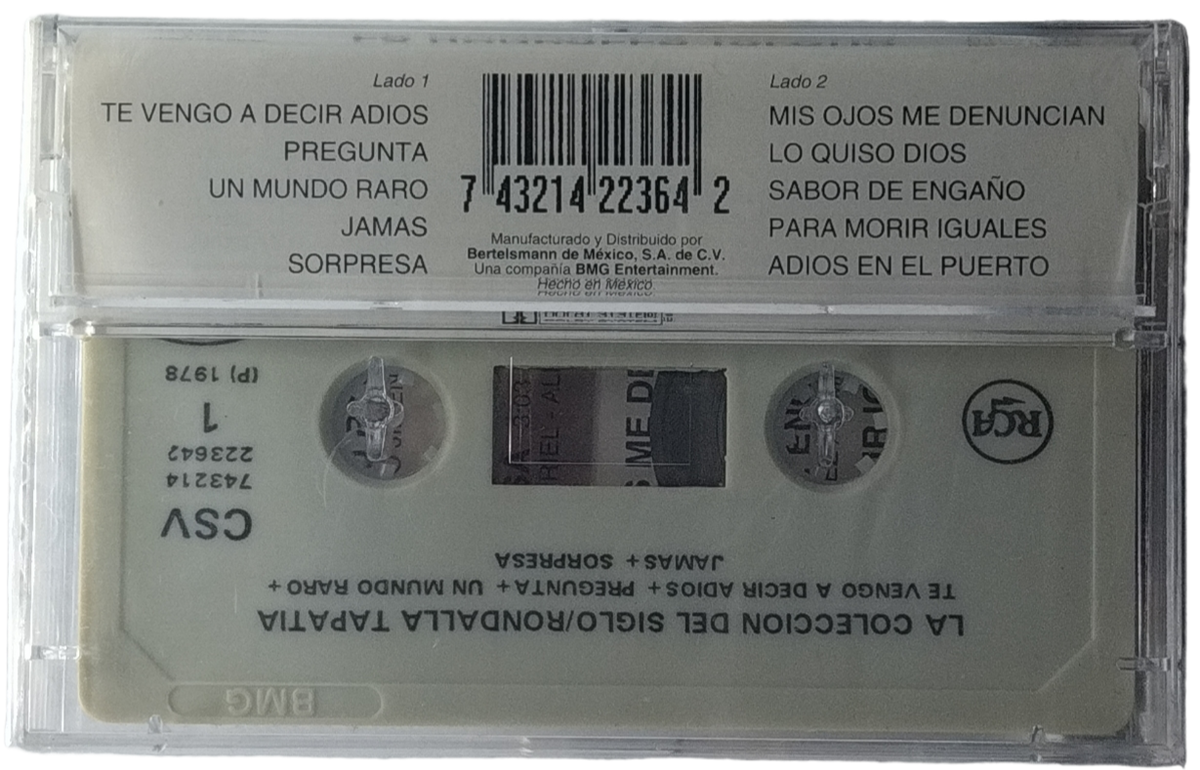 Lado 1
TE VENGO A DECIR ADIOS
PREGUNTA
UN MUNDO RARO
JAMAS
SORPRESA
7 43214 22364 2
Manufacturado y Distribuido por
Bertelsmann de México, S.A. de C.V.
Una compañía BMG Entertainment.
Hecho en México
Lado 2
MIS OJOS ME DENUNCIAN
LO QUISO DIOS
SABOR DE ENGAÑO
PARA MORIR IGUALES
ADIOS EN EL PUERTO
BMG
LA COLECCION DEL SIGLO/RONDALLA TAPATIA
TE VENGO A DECIR ADIOS + PREGUNTA + UN MUNDO RARO +
JAMAS + SORPRESA
CSV
743214
223642
1
(P) 1978
RCA